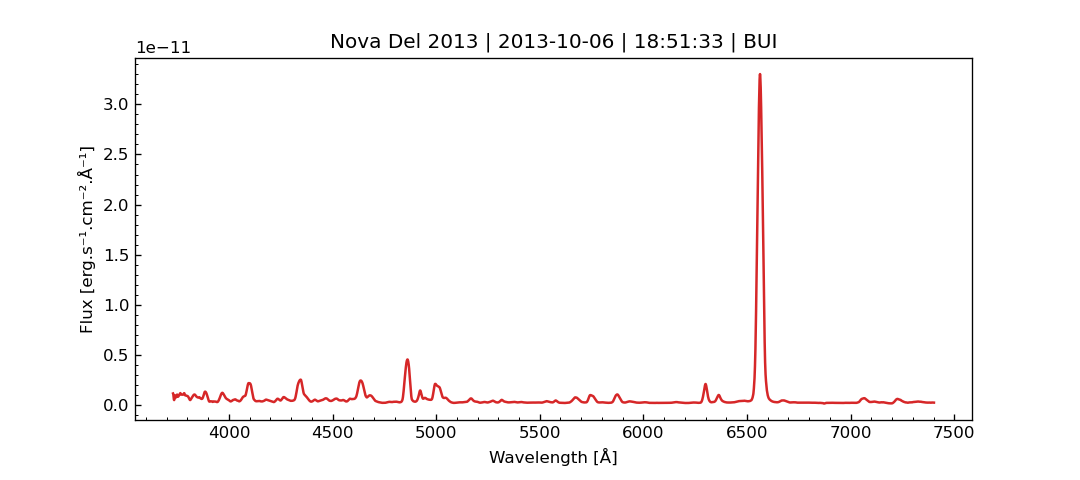 Nova Del 2013 | 2013-10-06 | 18:51:33 | BUI
1e−11
3.0
2.5
2.0
1.5
1.0
0.5
0.0
Flux [erg.s⁻¹.cm⁻².Å⁻¹]
4000 4500 5000 5500 6000 6500 7000 7500
Wavelength [Å]